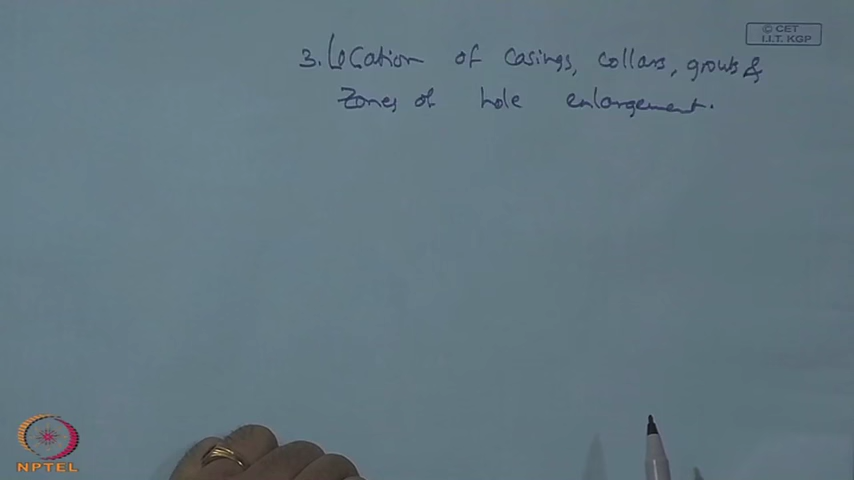 © CET
I.I.T. KGP
3. Location of casings, collars, grouts &
Zones of hole enlargement.
NPTEL